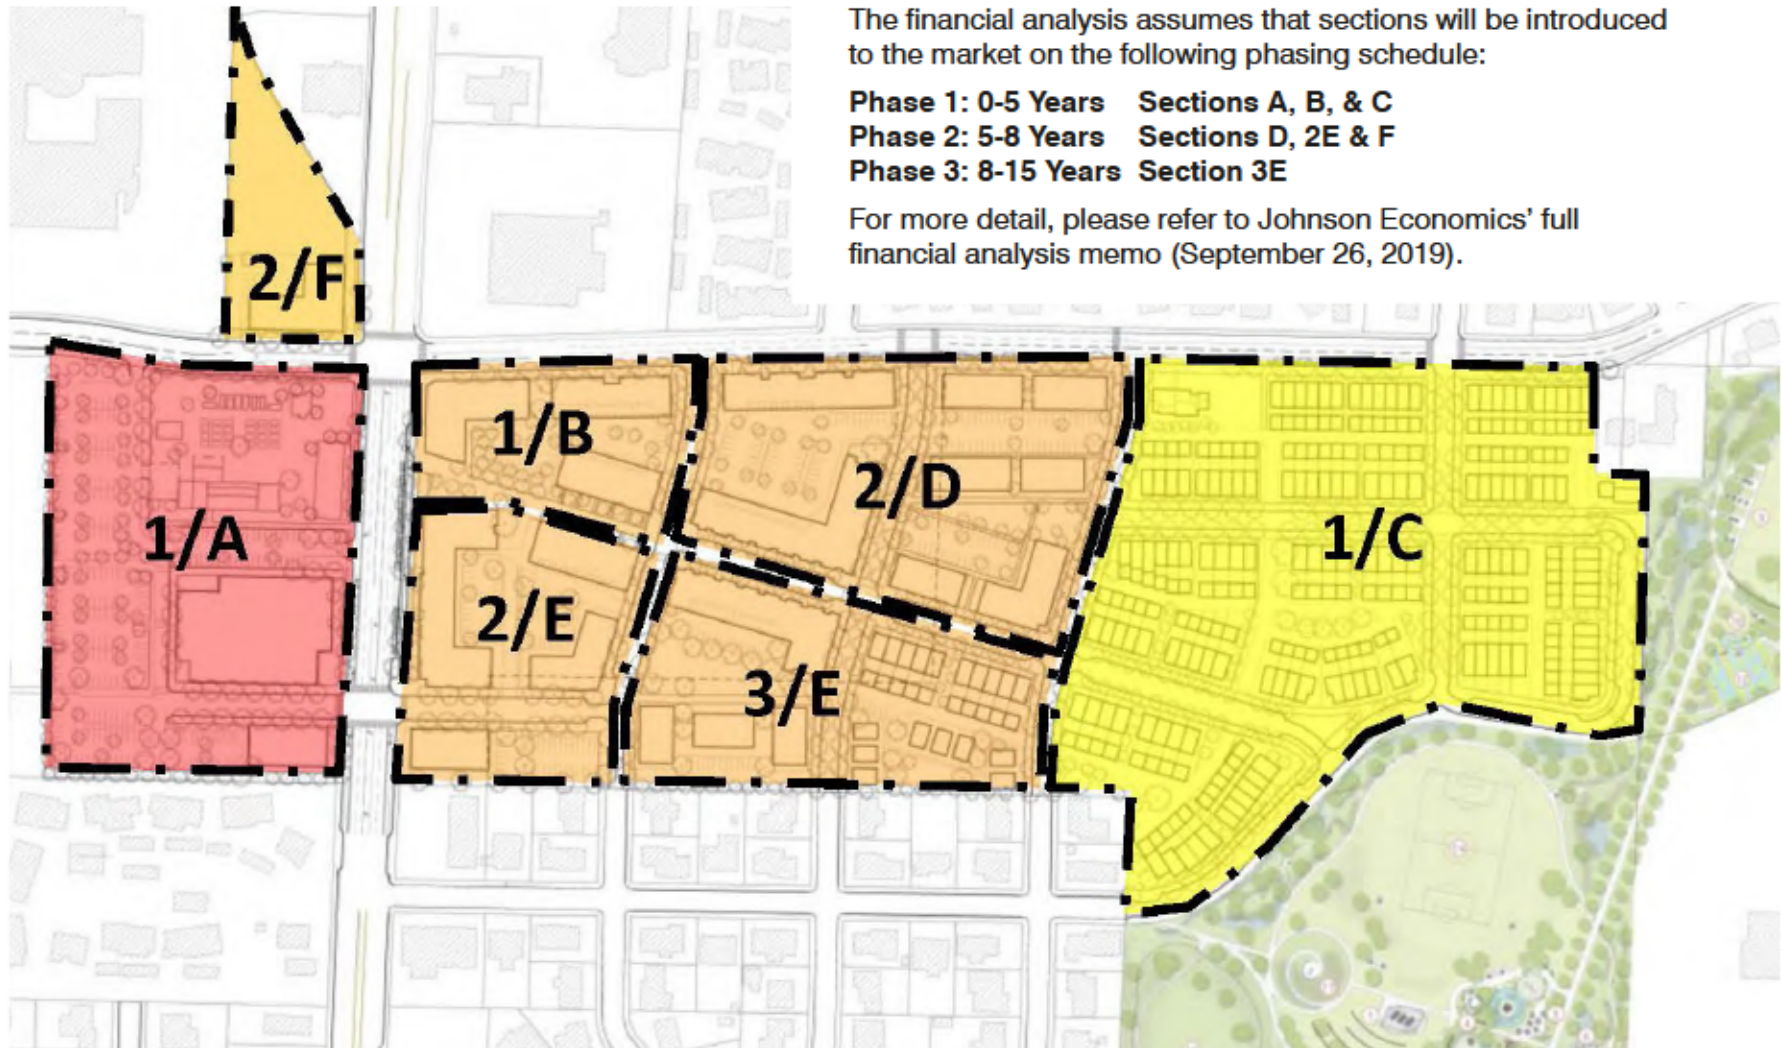 The financial analysis assumes that sections will be introduced
to the market on the following phasing schedule:
Phase 1: 0-5 Years Sections A, B, & C
Phase 2: 5-8 Years Sections D, 2E & F
Phase 3: 8-15 Years Section 3E
For more detail, please refer to Johnson Economics’ full
financial analysis memo (September 26, 2019).
2/F
1/A
1/B
2/D
1/C
2/E
3/E